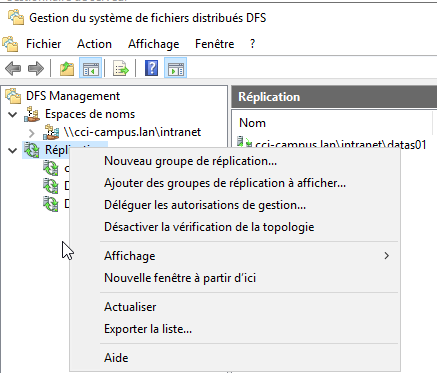 Gestion du système de fichiers distribués DFS
Fichier Action Affichage Fenêtre ?
DFS Management
Espaces de noms
\\cci-campus.lan\intranet
Réplication
Nom
cci-campus.lan\intranet\datas01
Nouveau groupe de réplication...
Ajouter des groupes de réplication à afficher...
Déléguer les autorisations de gestion...
Désactiver la vérification de la topologie
Affichage
Nouvelle fenêtre à partir d'ici
Actualiser
Exporter la liste...
Aide